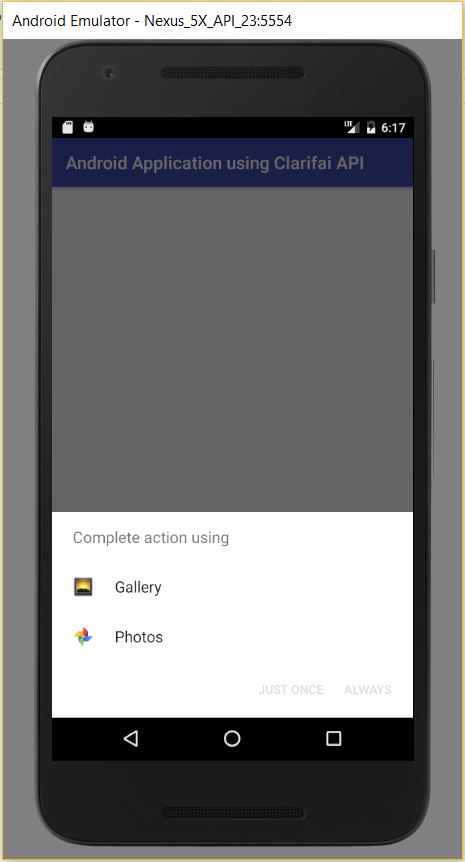 Android Emulator - Nexus_5X_API_23:5554
LTE 6:17
Android Application using Clarifai API
Complete action using
Gallery
Photos
JUST ONCE ALWAYS